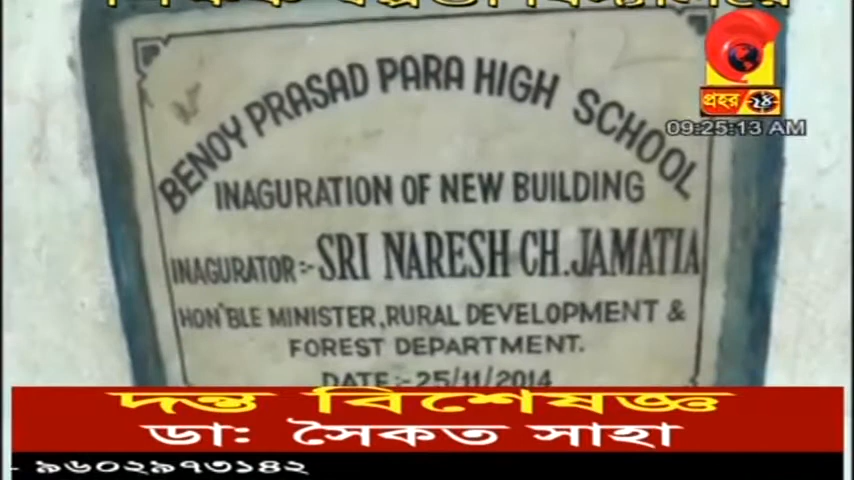 BENOY PRASAD PARA HIGH SCHOOL
INAGURATION OF NEW BUILDING
INAGURATOR:- SRI NARESH CH. JAMATIA
HON'BLE MINISTER, RURAL DEVELOPMENT &
FOREST DEPARTMENT.
DATE:-25/11/2014
প্রহর ২৪
09:25:13 AM
দন্ত বিশেষজ্ঞ
ডাঃ সৈকত সাহা
- ৯৬০২৯৭৩১৪২